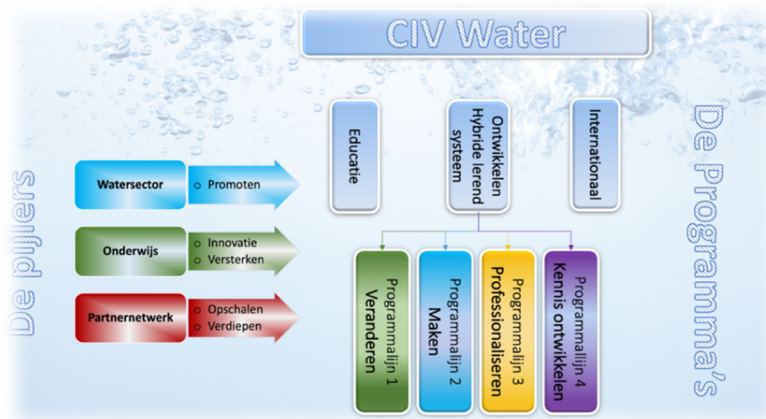 CIV Water
De pijlers
Watersector
Promoten
Onderwijs
Innovatie
Versterken
Partnernetwerk
Opschalen
Verdiepen
Educatie
Ontwikkelen
Hybride lerend
systeem
Internationaal
Programmalijn 1
Veranderen
Programmalijn 2
Maken
Programmalijn 3
Professionaliseren
Programmallijn 4
Kennis ontwikkelen
De Programma's